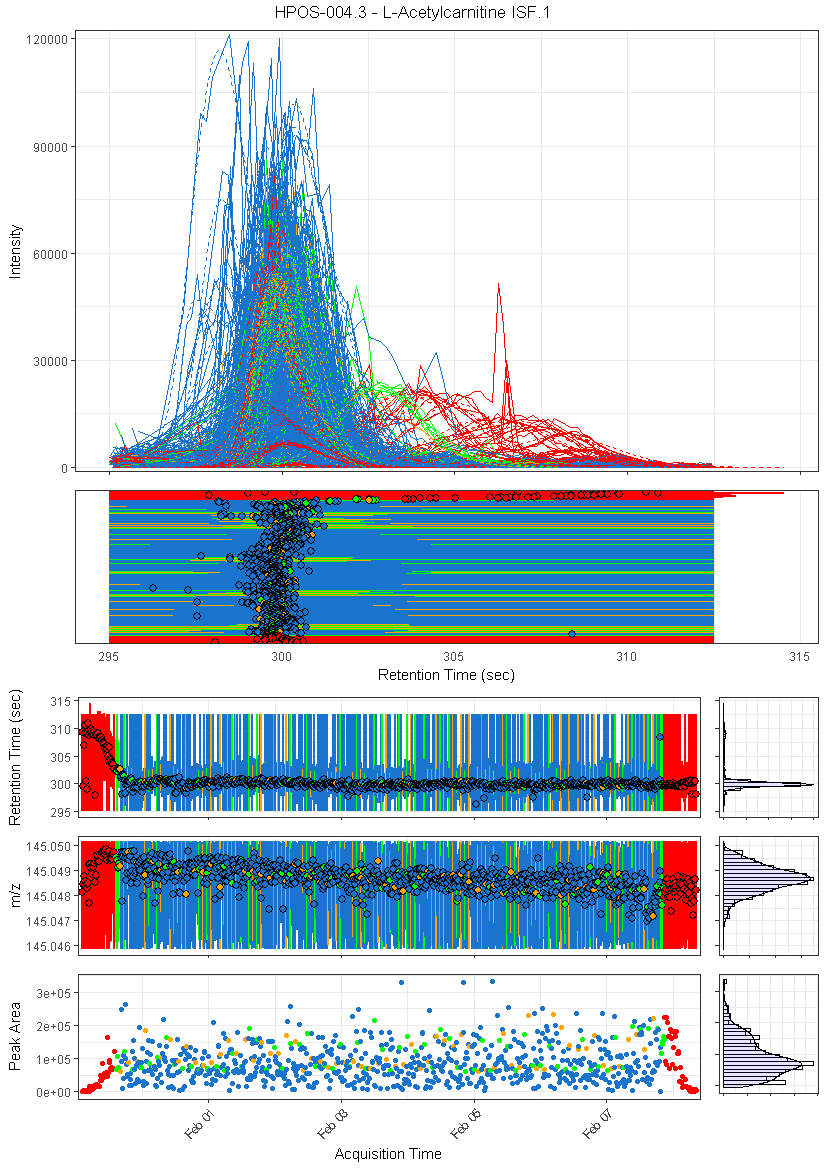 HPOS-004.3 - L-Acetylcarnitine ISF.1
120000
90000
60000
30000
0
Intensity
295 300 305 310 315
Retention Time (sec)
315
310
305
300
295
Retention Time (sec)
145.050
145.049
145.048
145.047
145.046
m/z
3e+05
2e+05
1e+05
0e+00
Peak Area
Feb 01 Feb 03 Feb 05 Feb 07
Acquisition Time